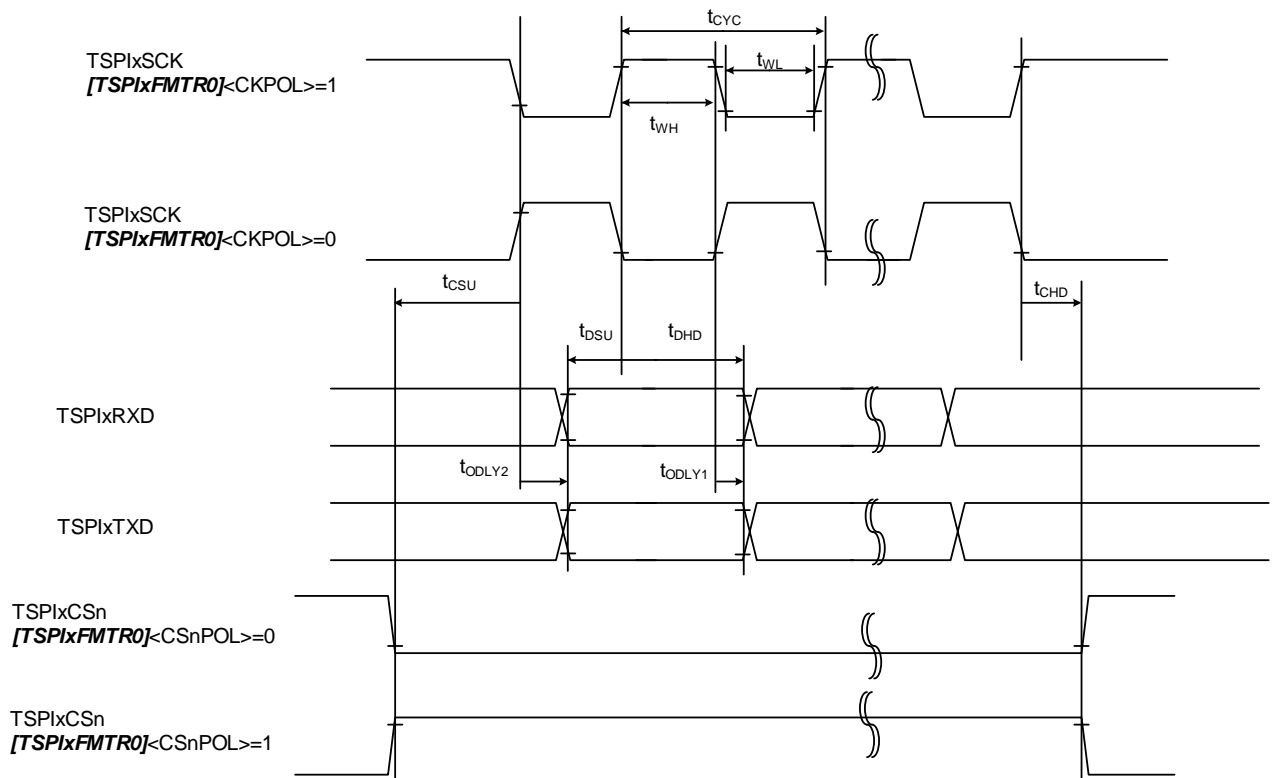 tCYC
TSPIxSCK
[TSPIxFMTR0]<CKPOL>=1
tWL
tWH
TSPIxSCK
[TSPIxFMTR0]<CKPOL>=0
tCSU
tCHD
tDSU
tDHD
TSPIxRXD
tODLY2
tODLY1
TSPIxTXD
TSPIxCSn
[TSPIxFMTR0]<CSnPOL>=0
TSPIxCSn
[TSPIxFMTR0]<CSnPOL>=1